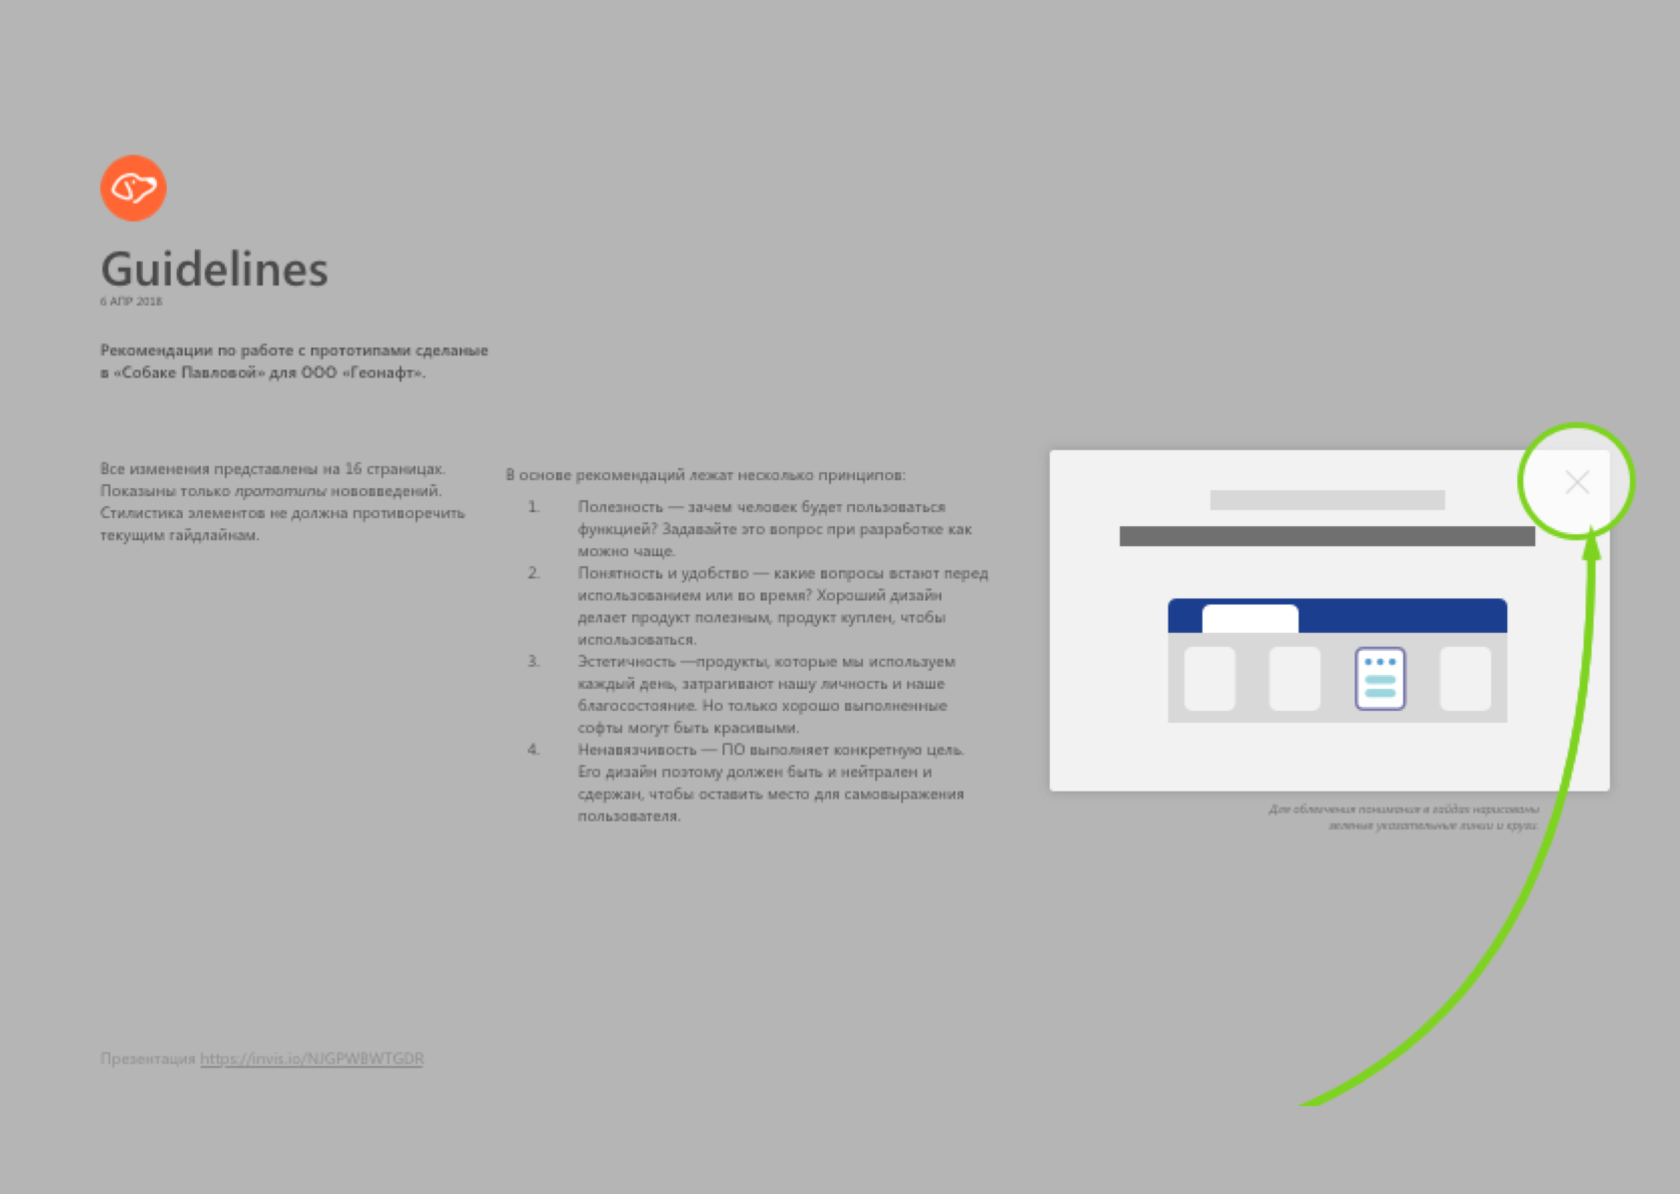 Guidelines
6 АПР 2018
Рекомендации по работе с прототипами сделаные
в «Собаке Павловой» для ООО «Геонафт».
Все изменения представлены на 16 страницах.
Показыны только прототипы нововведений.
Стилистика элементов не должна противоречить
текущим гайдлайнам.
В основе рекомендаций лежат несколько принципов:
1. Полезность — зачем человек будет пользоваться
функцией? Задавайте это вопрос при разработке как
можно чаще.
2. Понятность и удобство — какие вопросы встают перед
использованием или во время? Хороший дизайн
делает продукт полезным, продукт куплен, чтобы
использоваться.
3. Эстетичность —продукты, которые мы используем
каждый день, затрагивают нашу личность и наше
благосостояние. Но только хорошо выполненные
софты могут быть красивыми.
4. Ненавязчивость — ПО выполняет конкретную цель.
Его дизайн поэтому должен быть и нейтрален и
сдержан, чтобы оставить место для самовыражения
пользователя.
Для облегчения понимания в гайдах нарисованы
зеленые указательные линии и круги.
Презентация https://invis.io/NJGPWBWTGDR